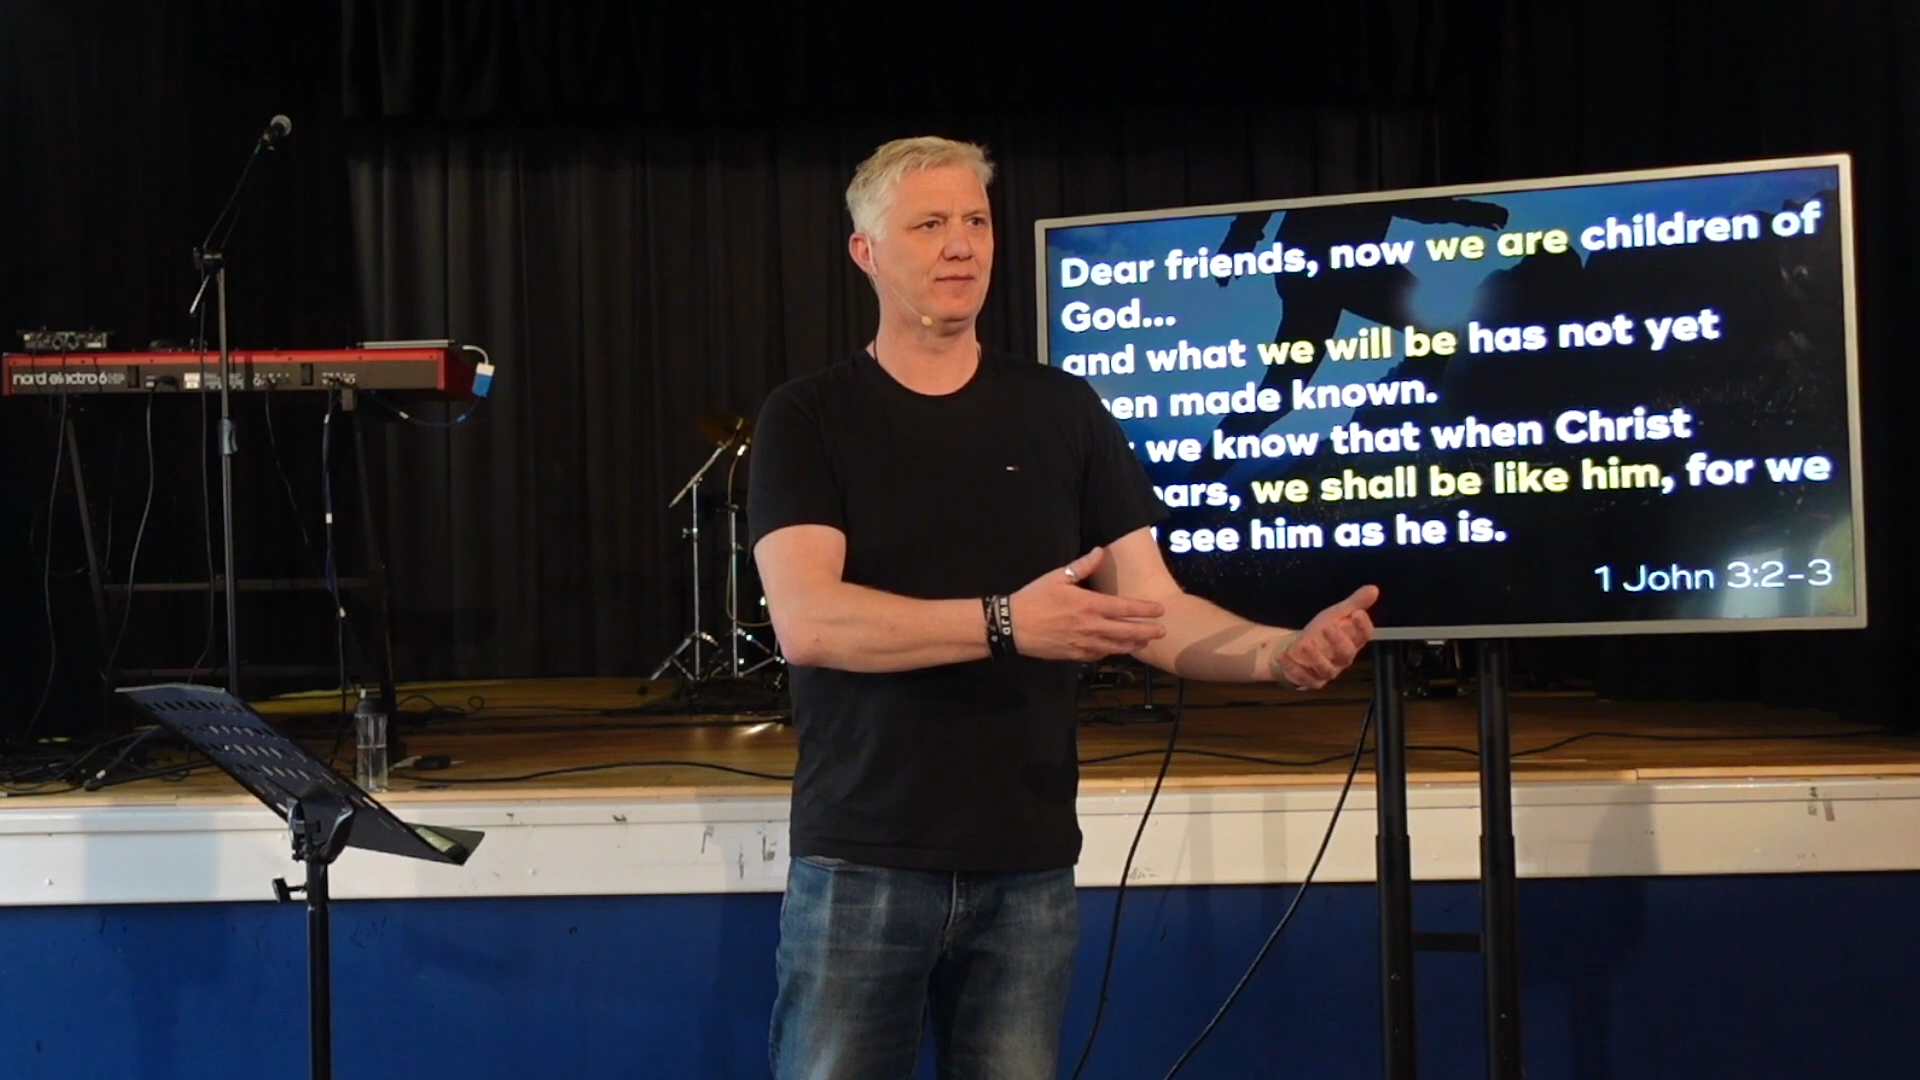 Dear friends, now we are children of
God...
and what we will be has not yet
made known.
we know that when Christ
we shall be like him, for we
see him as he is.
1 John 3:2-3
nord electro 6 HP
WWJD